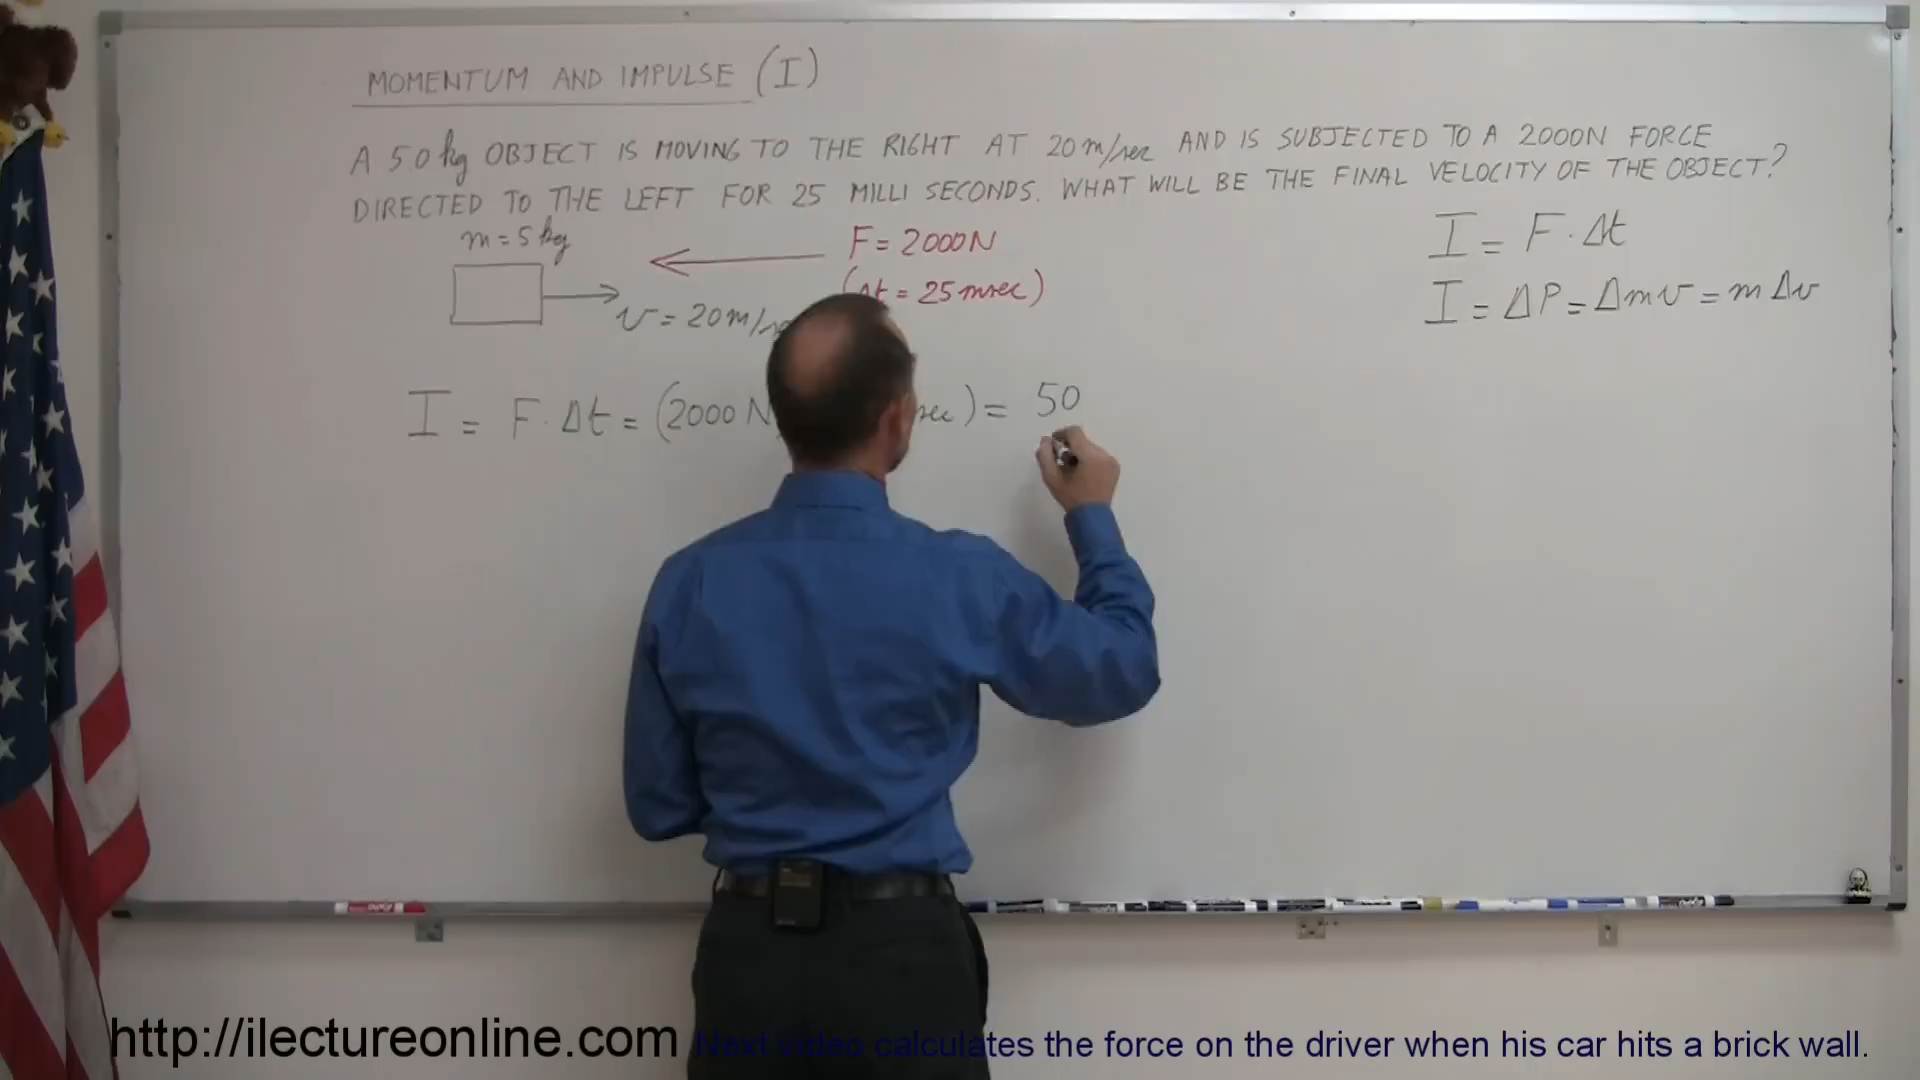 MOMENTUM AND IMPULSE (I)
A 5.0 kg OBJECT IS MOVING TO THE RIGHT AT 20 m/sec AND IS SUBJECTED TO A 2000N FORCE
DIRECTED TO THE LEFT FOR 25 MILLI SECONDS. WHAT WILL BE THE FINAL VELOCITY OF THE OBJECT?
m = 5 kg
F = 2000N
(Δt = 25 msec)
v = 20 m/se
I = F · Δt
I = ΔP = Δmv = m Δv
I = F · Δt = (2000 N sec) = 50
http://ilectureonline.com Next video calculates the force on the driver when his car hits a brick wall.